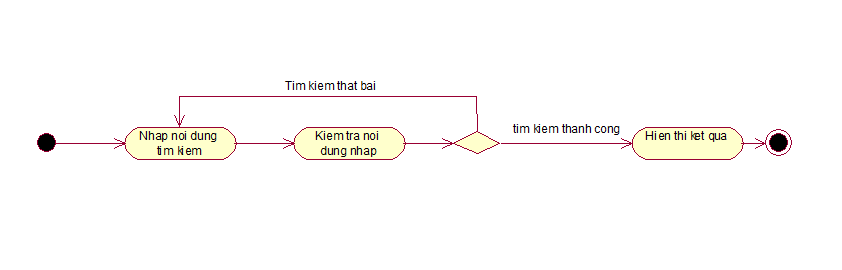 Tim kiem that bai
Nhap noi dung
tim kiem
Kiem tra noi
dung nhap
tim kiem thanh cong
Hien thi ket qua